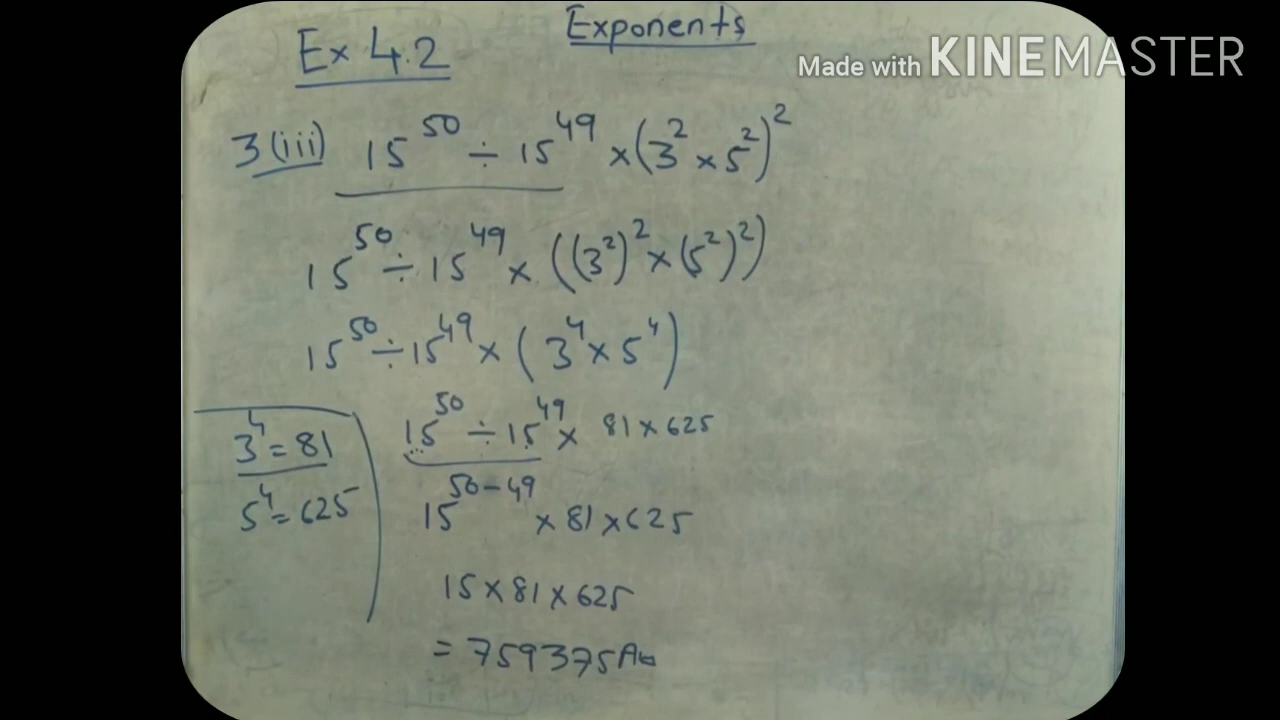 Exponents
Made with KINEMASTER
Ex 4.2
3(iii) 15^50 ÷ 15^49 × (3^2 × 5^2)^2
15^50 ÷ 15^49 × ((3^2)^2 × (5^2)^2)
15^50 ÷ 15^49 × (3^4 × 5^4)
3^4 = 81
5^4 = 625
15^50 ÷ 15^49 × 81 × 625
15^50-49 × 81 × 625
15 × 81 × 625
= 759375